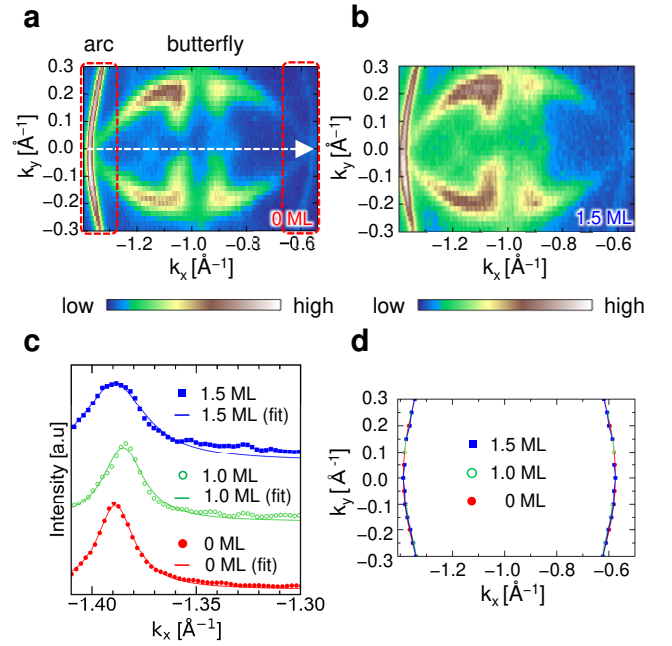 a
b
arc butterfly
0.3
0.2
0.1
0.0
−0.1
−0.2
−0.3
k_y [Å⁻¹]
0 ML
−1.2 −1.0 −0.8 −0.6
k_x [Å⁻¹]
0.3
0.2
0.1
0.0
−0.1
−0.2
−0.3
k_y [Å⁻¹]
1.5 ML
−1.2 −1.0 −0.8 −0.6
k_x [Å⁻¹]
low high
low high
c
Intensity [a.u]
1.5 ML
1.5 ML (fit)
1.0 ML
1.0 ML (fit)
0 ML
0 ML (fit)
−1.40 −1.35 −1.30
k_x [Å⁻¹]
d
0.3
0.2
0.1
0.0
−0.1
−0.2
−0.3
k_y [Å⁻¹]
1.5 ML
1.0 ML
0 ML
−1.2 −1.0 −0.8 −0.6
k_x [Å⁻¹]